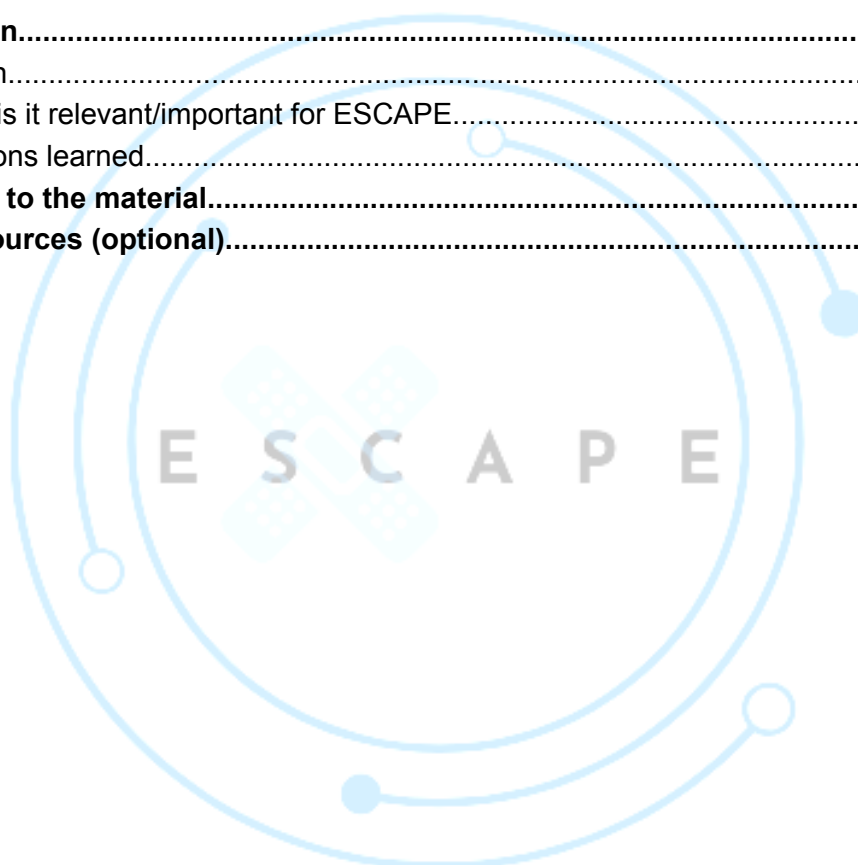 n..........................................................................................................
n..........................................................................................................
is it relevant/important for ESCAPE..................................................
ons learned.......................................................................................
to the material................................................................................
ources (optional).............................................................................
E S C A P E